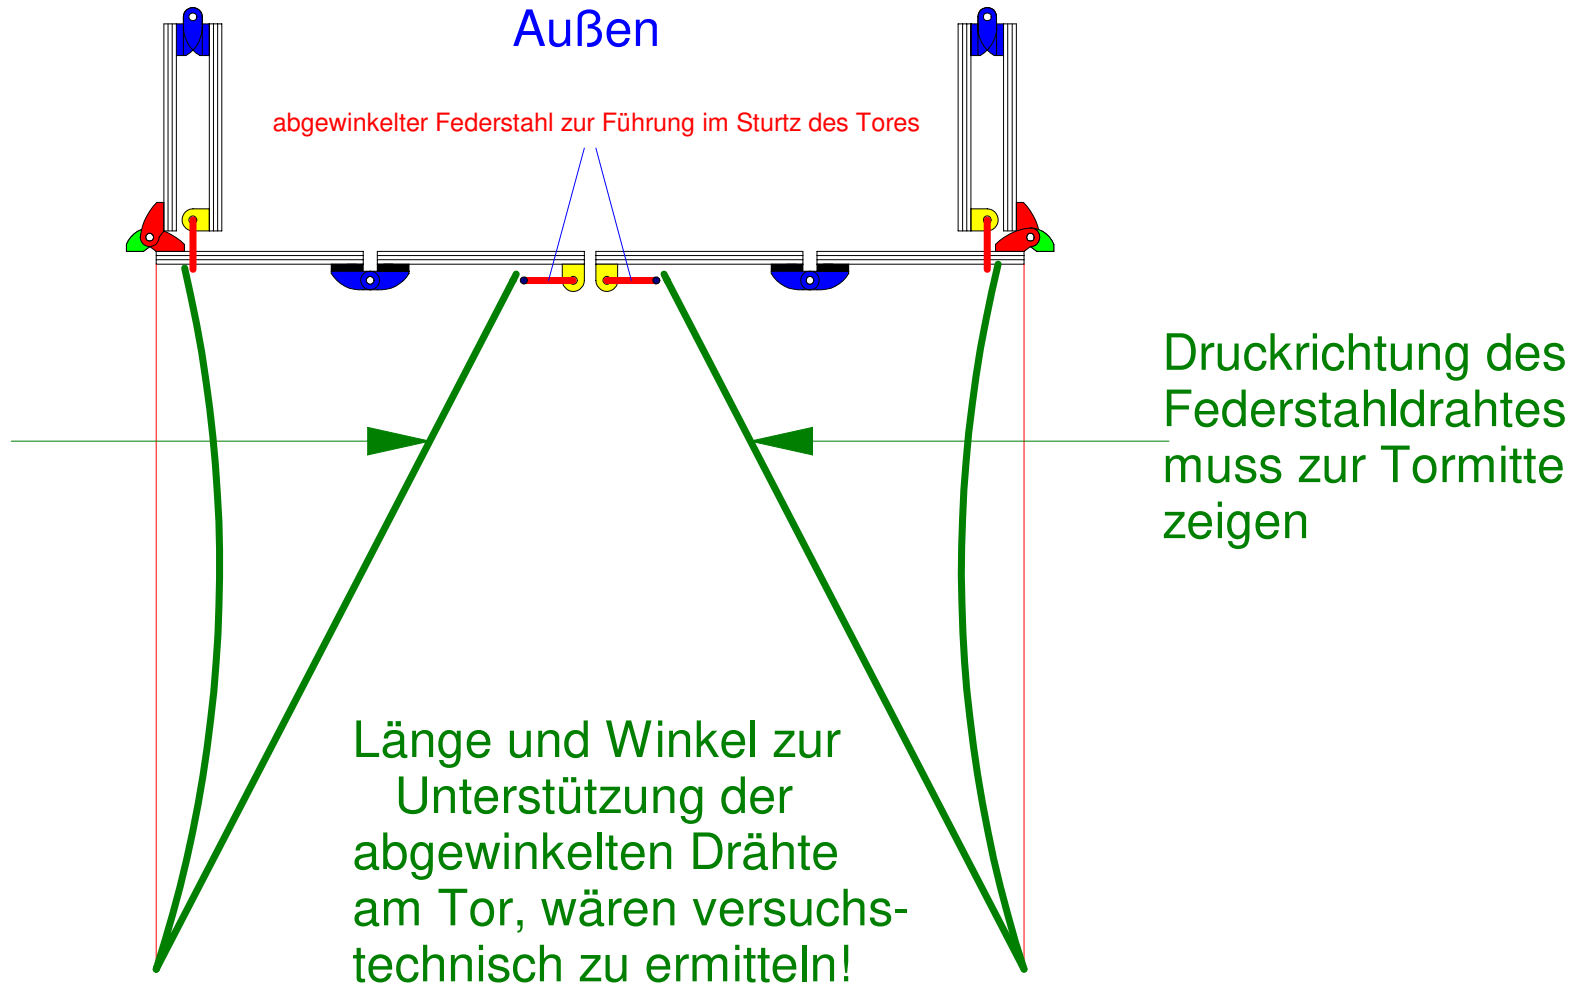 Außen
abgewinkelter Federstahl zur Führung im Sturtz des Tores
Druckrichtung des
Federstahldrahtes
muss zur Tormitte
zeigen
Länge und Winkel zur
Unterstützung der
abgewinkelten Drähte
am Tor, wären versuchs-
technisch zu ermitteln!